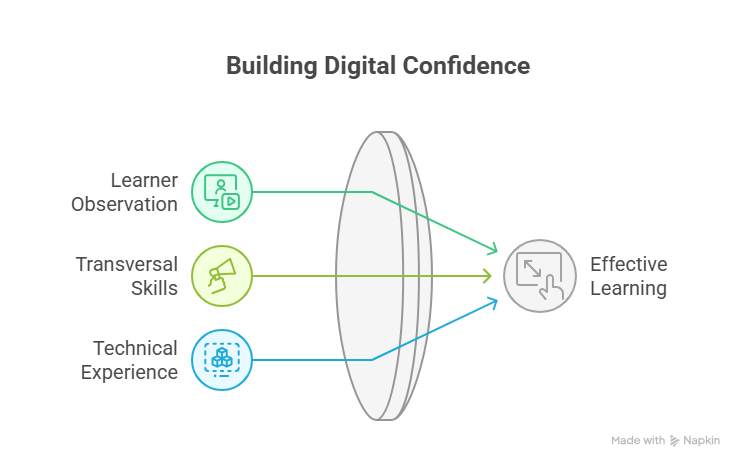 Building Digital Confidence
Learner
Observation
Transversal
Skills
Technical
Experience
Effective
Learning
Made with Napkin